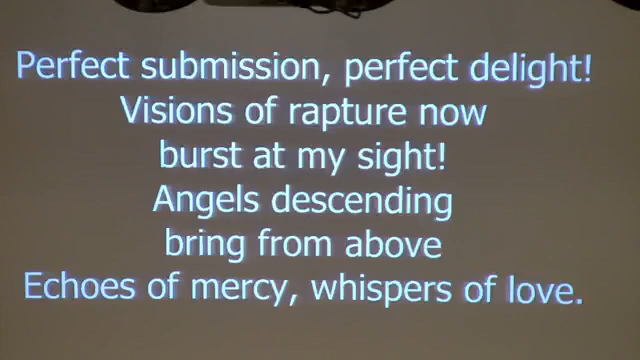 Perfect submission, perfect delight!
Visions of rapture now
burst at my sight!
Angels descending
bring from above
Echoes of mercy, whispers of love.